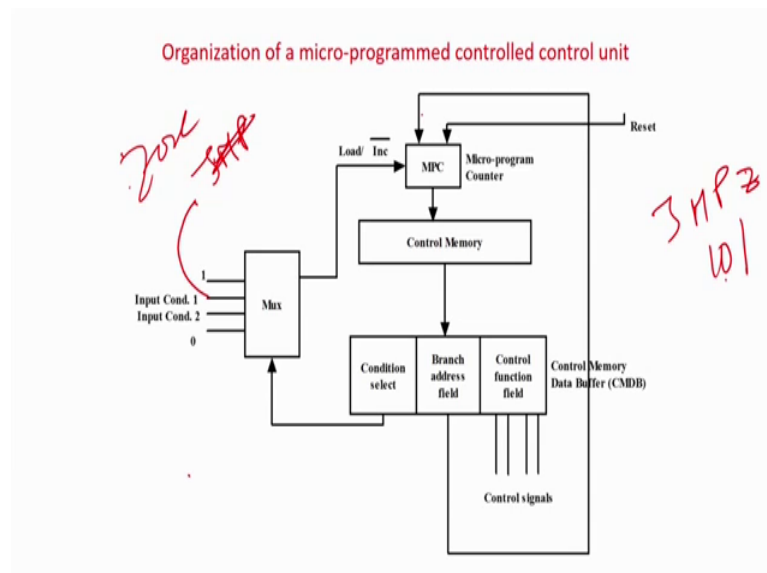 Organization of a micro-programmed controlled control unit
Reset
Load/ Inc
MPC
Micro-program
Counter
Control Memory
JMPZ
101
1
Input Cond. 1
Input Cond. 2
0
Mux
Condition
select
Branch
address
field
Control
function
field
Control Memory
Data Buffer (CMDB)
Control signals